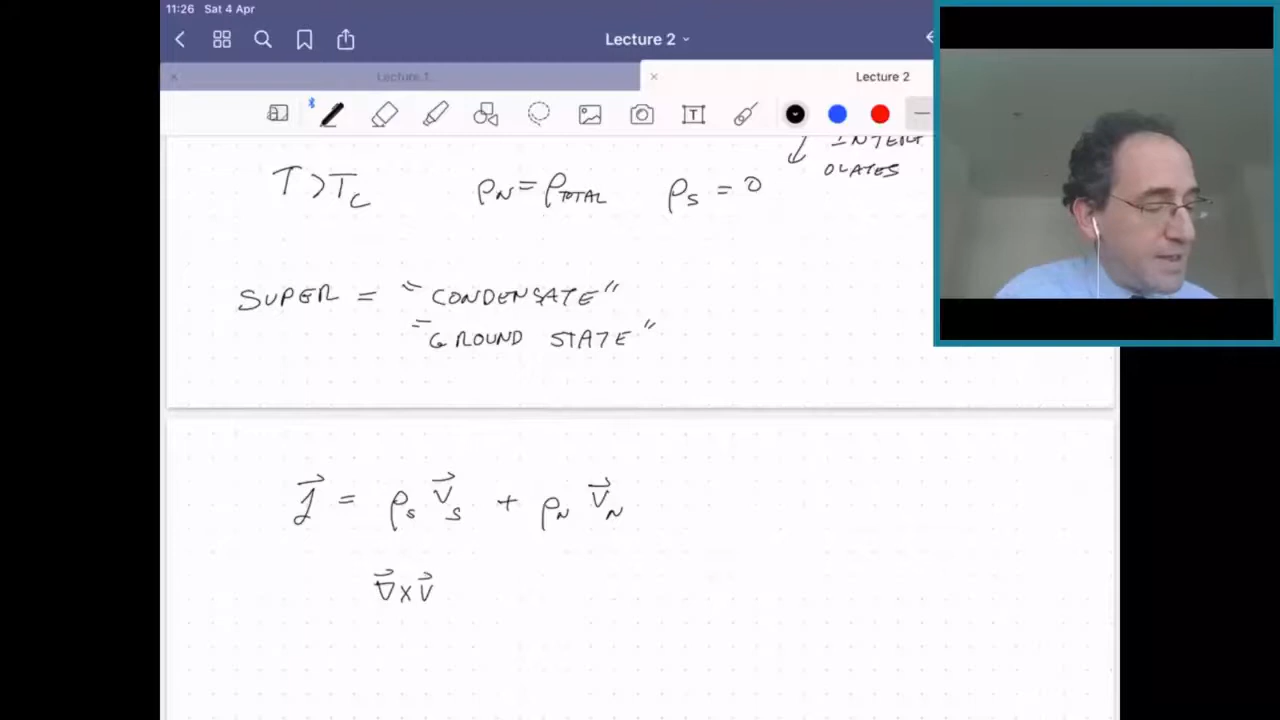 11:26 Sat 4 Apr
Lecture 2
Lecture 1
Lecture 2
T
INTERP
OLATES
T > T_C ρ_N = ρ_TOTAL ρ_S = 0
SUPER = "CONDENSATE"
"GROUND STATE"
j⃗ = ρ_s v⃗_s + ρ_N v⃗_N
∇⃗ × v⃗